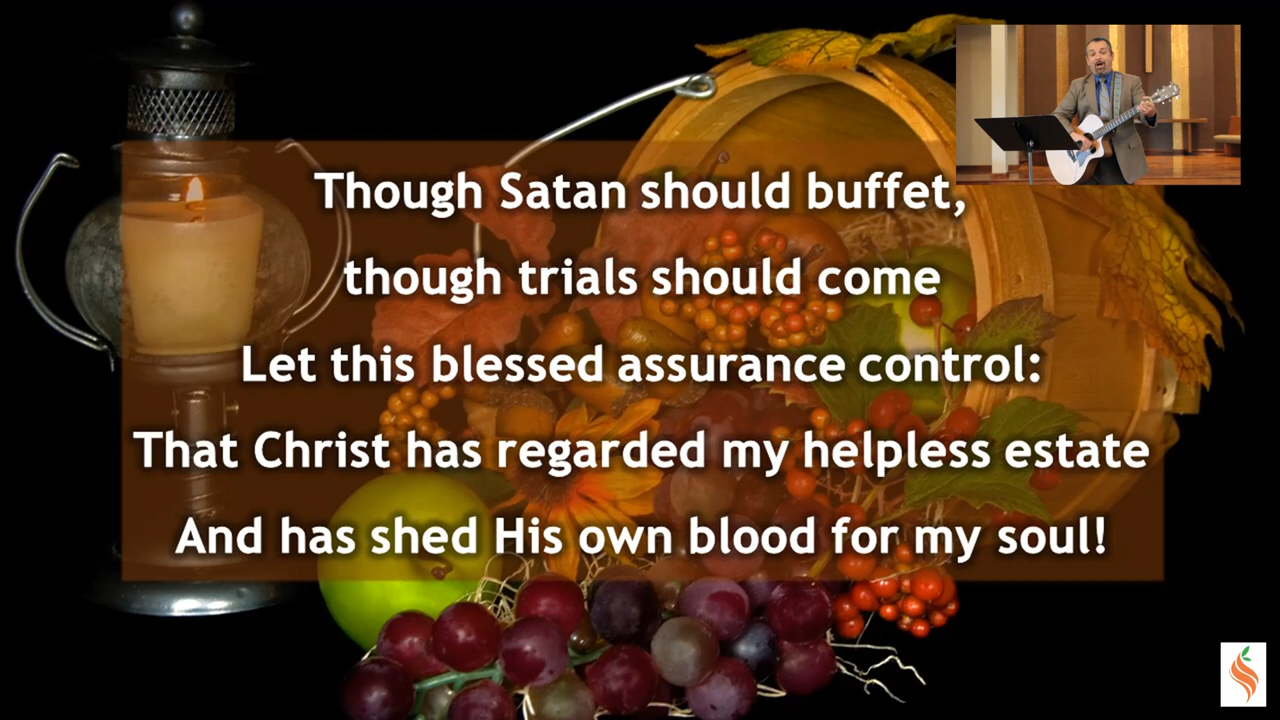 Though Satan should buffet,
though trials should come
Let this blessed assurance control:
That Christ has regarded my helpless estate
And has shed His own blood for my soul!